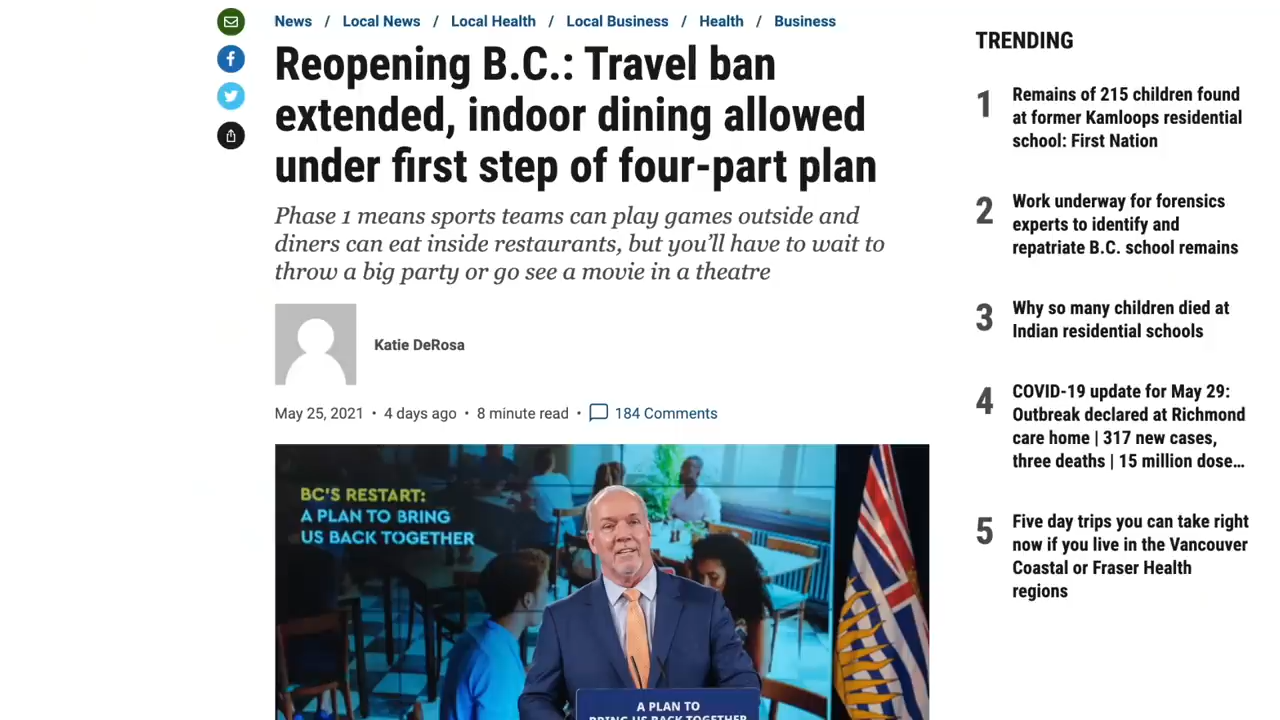 News / Local News / Local Health / Local Business / Health / Business
Reopening B.C.: Travel ban
extended, indoor dining allowed
under first step of four-part plan
Phase 1 means sports teams can play games outside and
diners can eat inside restaurants, but you’ll have to wait to
throw a big party or go see a movie in a theatre
Katie DeRosa
May 25, 2021 • 4 days ago • 8 minute read • 184 Comments
BC'S RESTART:
A PLAN TO BRING
US BACK TOGETHER
A PLAN TO
BRING US BACK TOGETHER
TRENDING
1
Remains of 215 children found
at former Kamloops residential
school: First Nation
2
Work underway for forensics
experts to identify and
repatriate B.C. school remains
3
Why so many children died at
Indian residential schools
4
COVID-19 update for May 29:
Outbreak declared at Richmond
care home | 317 new cases,
three deaths | 15 million dose...
5
Five day trips you can take right
now if you live in the Vancouver
Coastal or Fraser Health
regions